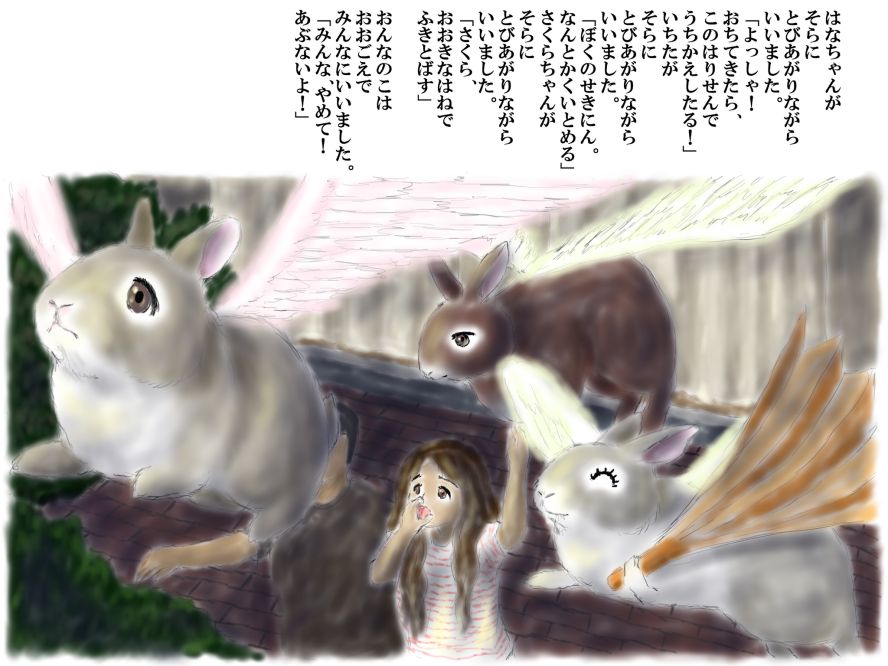 はなちゃんが
そらに
とびあがりながら
いいました。
「よっしゃ！
おちてきたら、
このはりせんで
うちかえしたる！」
いちたが
そらに
とびあがりながら
いいました。
「ぼくのせきにん。
なんとかくいとめる」
さくらちゃんが
そらに
とびあがりながら
いいました。
「さくら、
おおきなはねで
ふきとばす」
おんなのこは
おおごえで
みんなにいいました。
「みんな、やめて！
あぶないよ！」